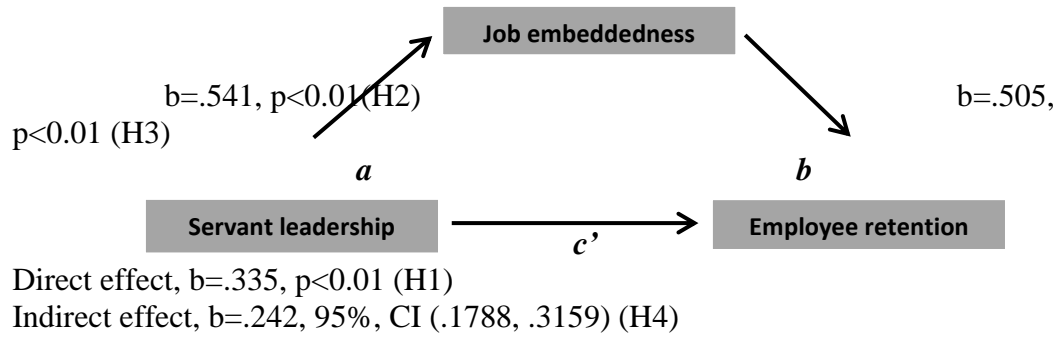 Job embeddedness
b=.541, p<0.01(H2) b=.505,
p<0.01 (H3)
a b
Servant leadership Employee retention
c’
Direct effect, b=.335, p<0.01 (H1)
Indirect effect, b=.242, 95%, CI (.1788, .3159) (H4)